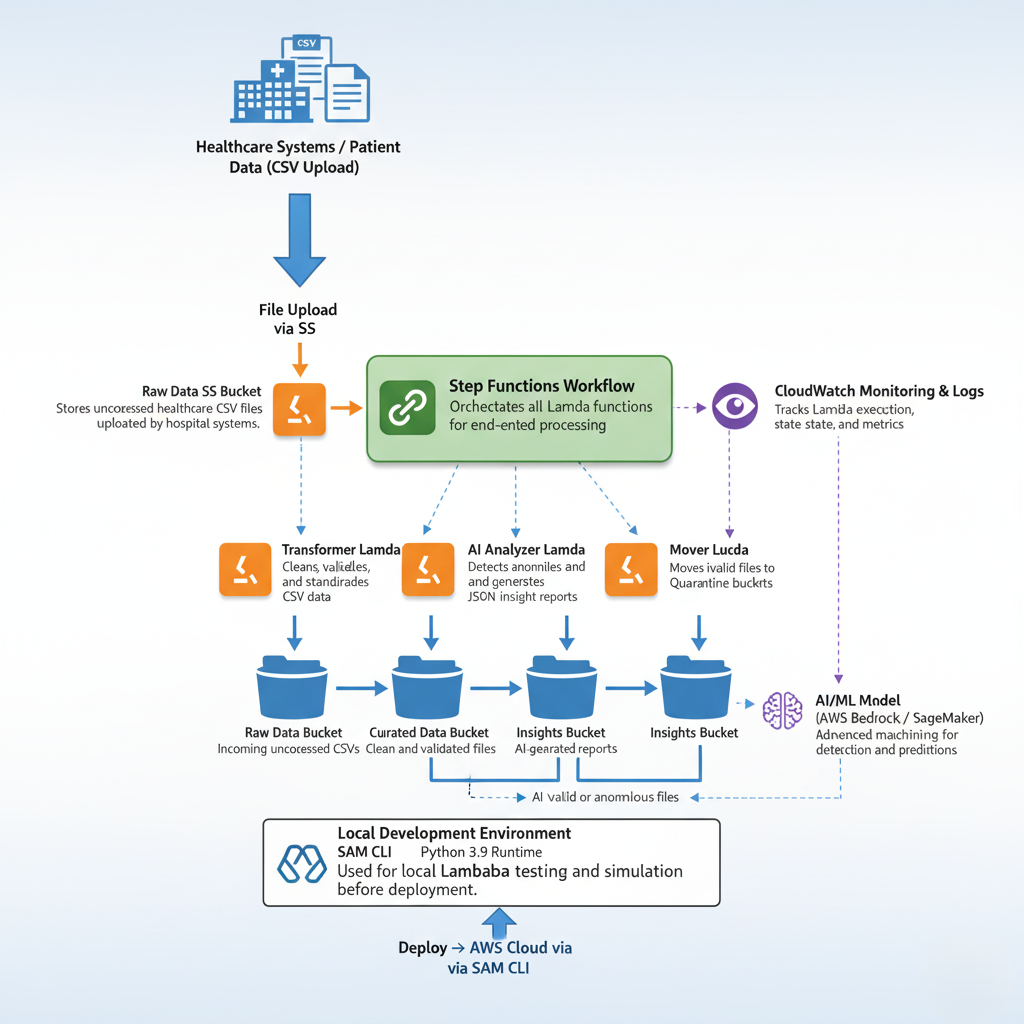 CSV
Healthcare Systems / Patient
Data (CSV Upload)
File Upload
via SS
Raw Data SS Bucket
Stores uncoressed healthcare CSV files
uploated by hospital systems.
Step Functions Workflow
Orchectates all Lamda functions
for end-ented processing
CloudWatch Monitoring & Logs
Tracks Lamda execution,
state state, and metrics
Transformer Lamda
Cleans, valiidles,
and standirades
CSV data
AI Analyzer Lamda
Detects anomniles and
and generstes
JSON insight reports
Mover Lucda
Moves ivalid files to
Quarantine buckrts
Raw Data Bucket
Incoming uncoressed CSVs
Curated Data Bucket
Clean and validated files
Insights Bucket
AI-gearated reports
Insights Bucket
AI/ML Mndel
(AWS Bedrock / SageMaker)
Adnenced machining for
detection and preditions
AI valid or anomlous files
Local Development Environment
SAM CLI Python 3.9 Runtime
Used for local Lambaba testing and simulation
before deployment.
Deploy → AWS Cloud via
via SAM CLI